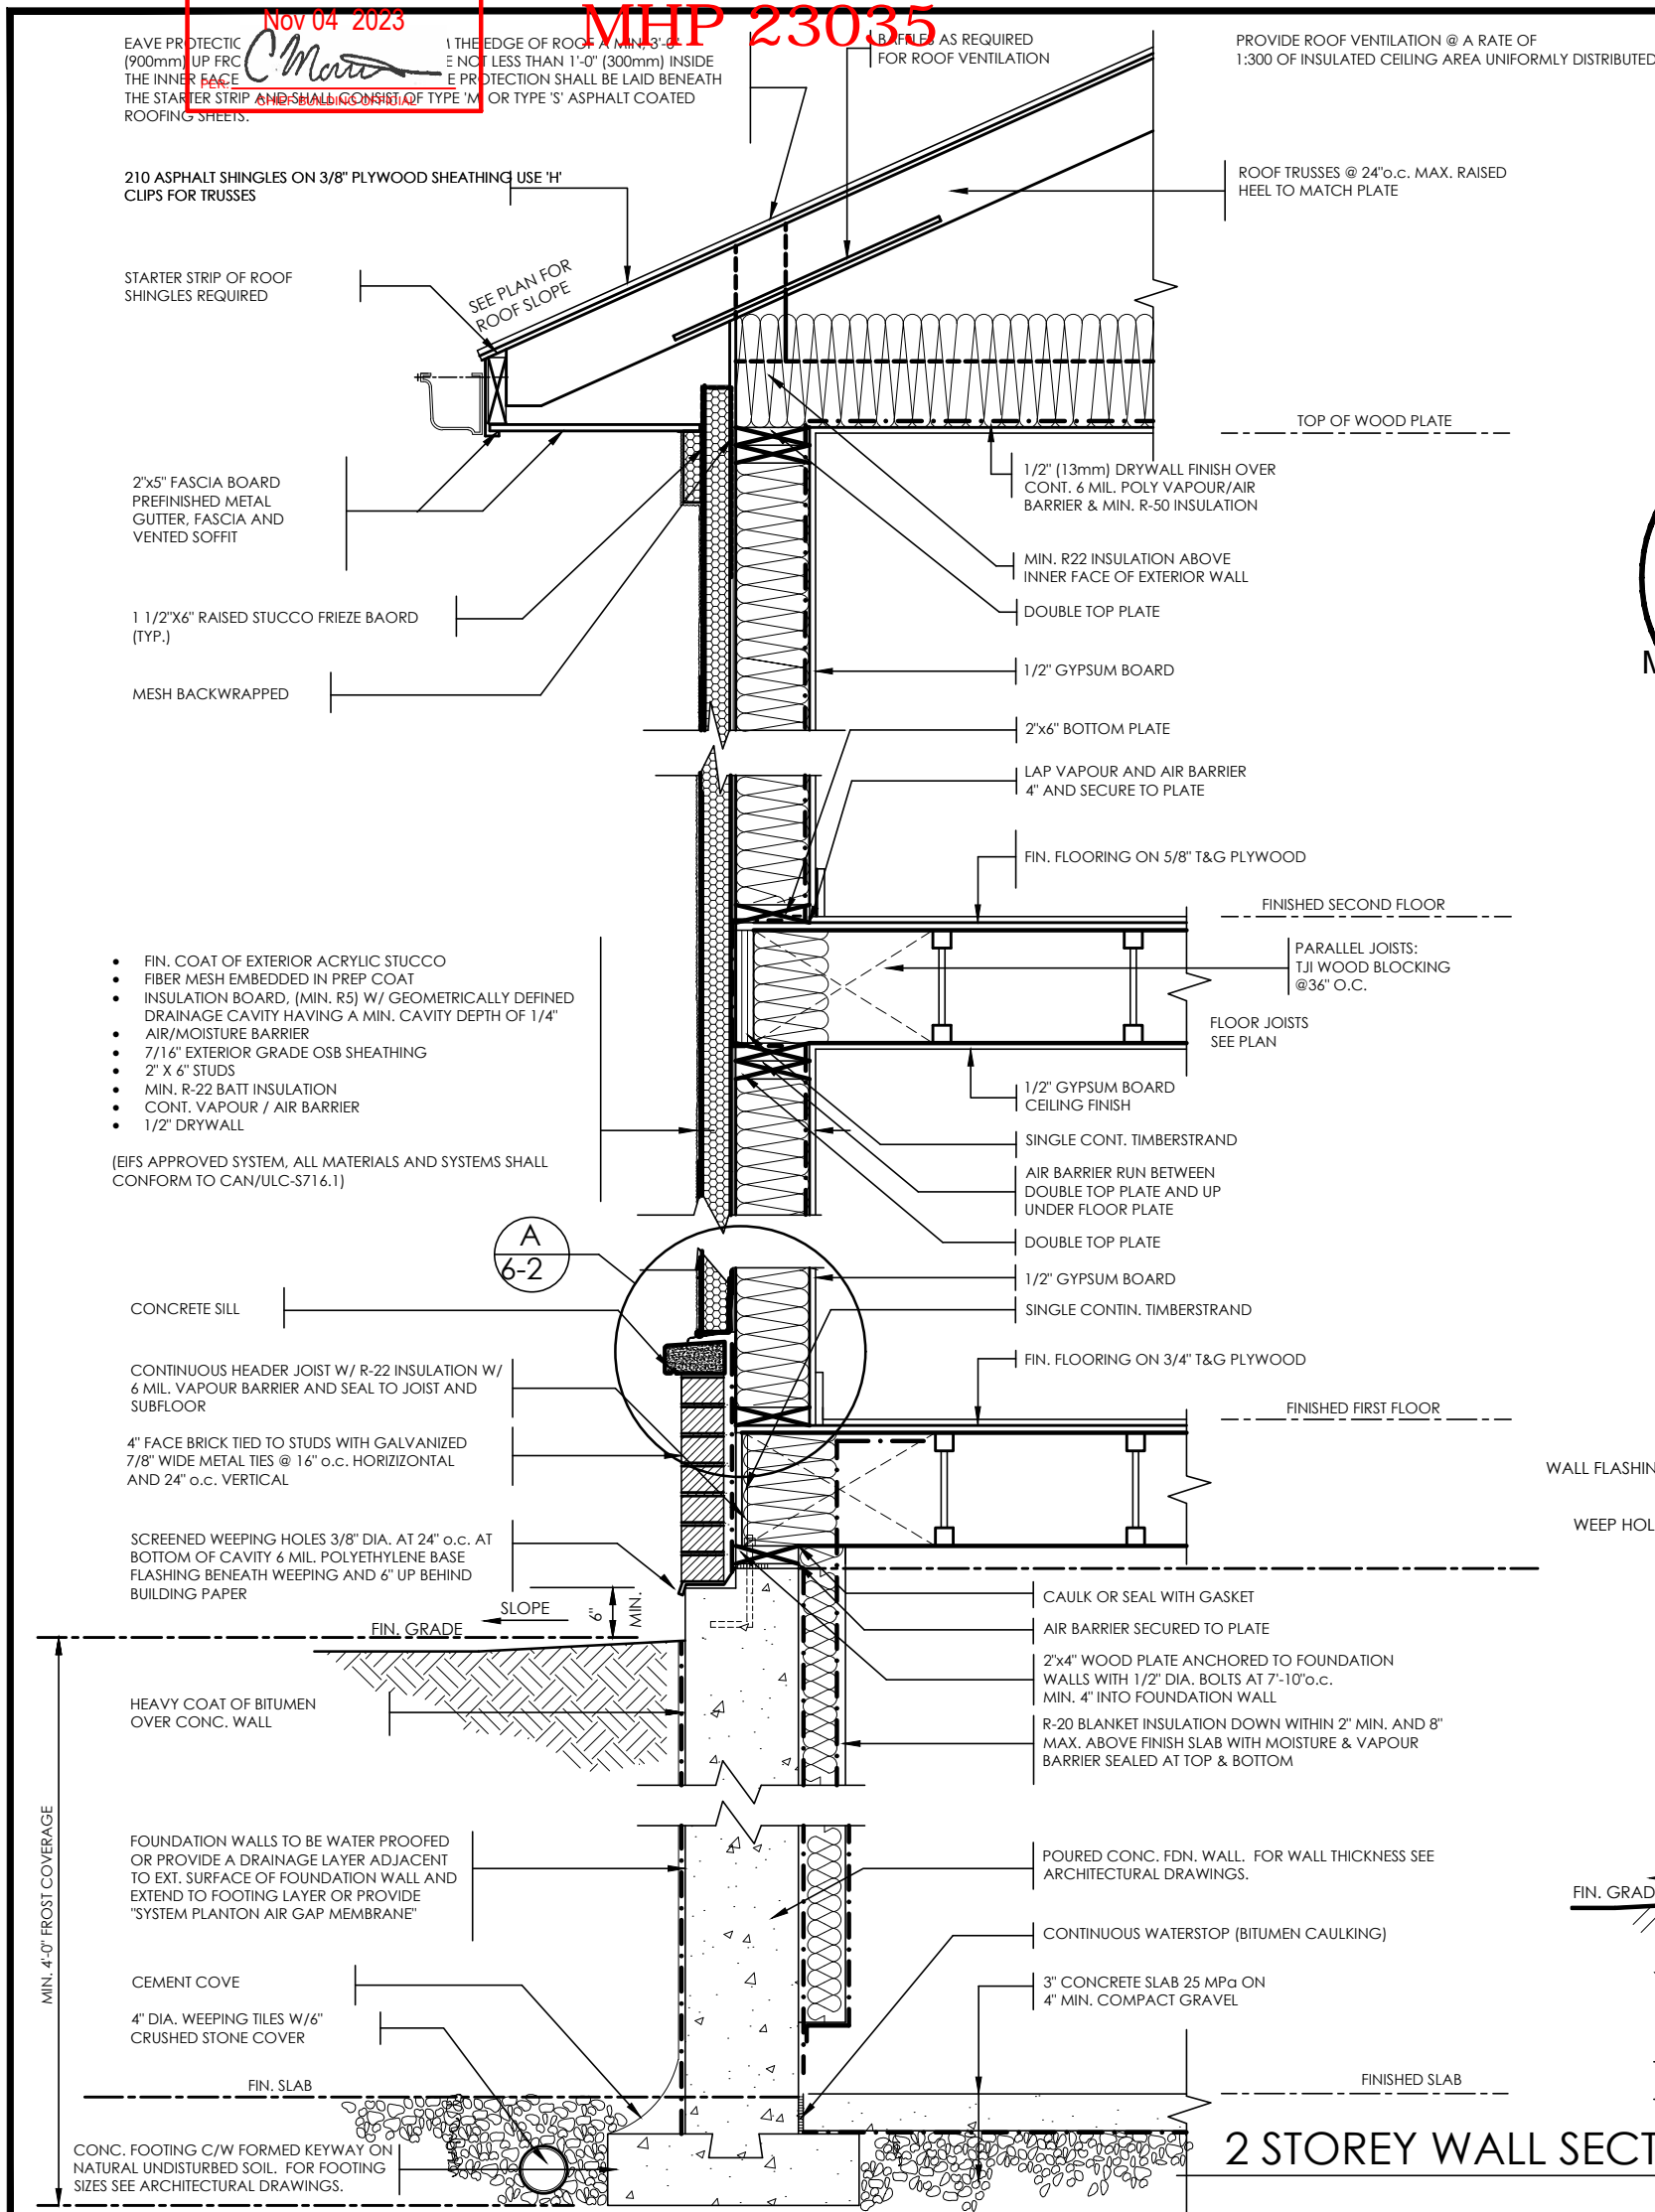 Nov 04 2023
MHP 23035
EAVE PROTECTIO
THE EDGE OF ROOF A MIN. 3'-0"
(900mm) UP FRO
NOT LESS THAN 1'-0" (300mm) INSIDE
THE INNER FACE
E PROTECTION SHALL BE LAID BENEATH
THE STARTER STRIP AND SHALL CONSIST OF TYPE 'M' OR TYPE 'S' ASPHALT COATED
ROOFING SHEETS.
PER:
CHIEF BUILDING OFFICIAL
BAFFLES AS REQUIRED
FOR ROOF VENTILATION
PROVIDE ROOF VENTILATION @ A RATE OF
1:300 OF INSULATED CEILING AREA UNIFORMLY DISTRIBUTED
210 ASPHALT SHINGLES ON 3/8" PLYWOOD SHEATHING USE 'H'
CLIPS FOR TRUSSES
ROOF TRUSSES @ 24"o.c. MAX. RAISED
HEEL TO MATCH PLATE
STARTER STRIP OF ROOF
SHINGLES REQUIRED
SEE PLAN FOR
ROOF SLOPE
TOP OF WOOD PLATE
2"x5" FASCIA BOARD
PREFINISHED METAL
GUTTER, FASCIA AND
VENTED SOFFIT
1/2" (13mm) DRYWALL FINISH OVER
CONT. 6 MIL. POLY VAPOUR/AIR
BARRIER & MIN. R-50 INSULATION
MIN. R22 INSULATION ABOVE
INNER FACE OF EXTERIOR WALL
DOUBLE TOP PLATE
1 1/2"X6" RAISED STUCCO FRIEZE BAORD
(TYP.)
1/2" GYPSUM BOARD
M
MESH BACKWRAPPED
2"x6" BOTTOM PLATE
LAP VAPOUR AND AIR BARRIER
4" AND SECURE TO PLATE
FIN. FLOORING ON 5/8" T&G PLYWOOD
FINISHED SECOND FLOOR
PARALLEL JOISTS:
TJI WOOD BLOCKING
@36" O.C.
FLOOR JOISTS
SEE PLAN
• FIN. COAT OF EXTERIOR ACRYLIC STUCCO
• FIBER MESH EMBEDDED IN PREP COAT
• INSULATION BOARD, (MIN. R5) W/ GEOMETRICALLY DEFINED
DRAINAGE CAVITY HAVING A MIN. CAVITY DEPTH OF 1/4"
• AIR/MOISTURE BARRIER
• 7/16" EXTERIOR GRADE OSB SHEATHING
• 2" X 6" STUDS
• MIN. R-22 BATT INSULATION
• CONT. VAPOUR / AIR BARRIER
• 1/2" DRYWALL
(EIFS APPROVED SYSTEM, ALL MATERIALS AND SYSTEMS SHALL
CONFORM TO CAN/ULC-S716.1)
1/2" GYPSUM BOARD
CEILING FINISH
SINGLE CONT. TIMBERSTRAND
AIR BARRIER RUN BETWEEN
DOUBLE TOP PLATE AND UP
UNDER FLOOR PLATE
DOUBLE TOP PLATE
A
6-2
1/2" GYPSUM BOARD
SINGLE CONTIN. TIMBERSTRAND
CONCRETE SILL
FIN. FLOORING ON 3/4" T&G PLYWOOD
FINISHED FIRST FLOOR
CONTINUOUS HEADER JOIST W/ R-22 INSULATION W/
6 MIL. VAPOUR BARRIER AND SEAL TO JOIST AND
SUBFLOOR
4" FACE BRICK TIED TO STUDS WITH GALVANIZED
7/8" WIDE METAL TIES @ 16" o.c. HORIZIZONTAL
AND 24" o.c. VERTICAL
WALL FLASHIN
WEEP HOL
SCREENED WEEPING HOLES 3/8" DIA. AT 24" o.c. AT
BOTTOM OF CAVITY 6 MIL. POLYETHYLENE BASE
FLASHING BENEATH WEEPING AND 6" UP BEHIND
BUILDING PAPER
SLOPE
6"
MIN.
FIN. GRADE
CAULK OR SEAL WITH GASKET
AIR BARRIER SECURED TO PLATE
2"x4" WOOD PLATE ANCHORED TO FOUNDATION
WALLS WITH 1/2" DIA. BOLTS AT 7'-10"o.c.
MIN. 4" INTO FOUNDATION WALL
R-20 BLANKET INSULATION DOWN WITHIN 2" MIN. AND 8"
MAX. ABOVE FINISH SLAB WITH MOISTURE & VAPOUR
BARRIER SEALED AT TOP & BOTTOM
HEAVY COAT OF BITUMEN
OVER CONC. WALL
MIN. 4'-0" FROST COVERAGE
FOUNDATION WALLS TO BE WATER PROOFED
OR PROVIDE A DRAINAGE LAYER ADJACENT
TO EXT. SURFACE OF FOUNDATION WALL AND
EXTEND TO FOOTING LAYER OR PROVIDE
"SYSTEM PLANTON AIR GAP MEMBRANE"
POURED CONC. FDN. WALL. FOR WALL THICKNESS SEE
ARCHITECTURAL DRAWINGS.
FIN. GRAD
CONTINUOUS WATERSTOP (BITUMEN CAULKING)
CEMENT COVE
3" CONCRETE SLAB 25 MPa ON
4" MIN. COMPACT GRAVEL
4" DIA. WEEPING TILES W/6"
CRUSHED STONE COVER
FIN. SLAB
FINISHED SLAB
CONC. FOOTING C/W FORMED KEYWAY ON
NATURAL UNDISTURBED SOIL. FOR FOOTING
SIZES SEE ARCHITECTURAL DRAWINGS.
2 STOREY WALL SECT